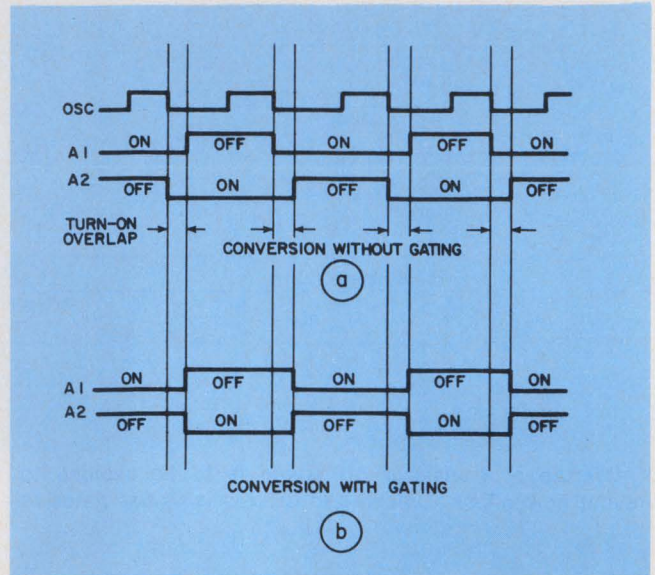 OSC
ON OFF ON OFF ON
A1
A2
OFF ON OFF ON OFF
TURN-ON
OVERLAP
CONVERSION WITHOUT GATING
a
ON OFF ON OFF ON
A1
A2
OFF ON OFF ON OFF
CONVERSION WITH GATING
b